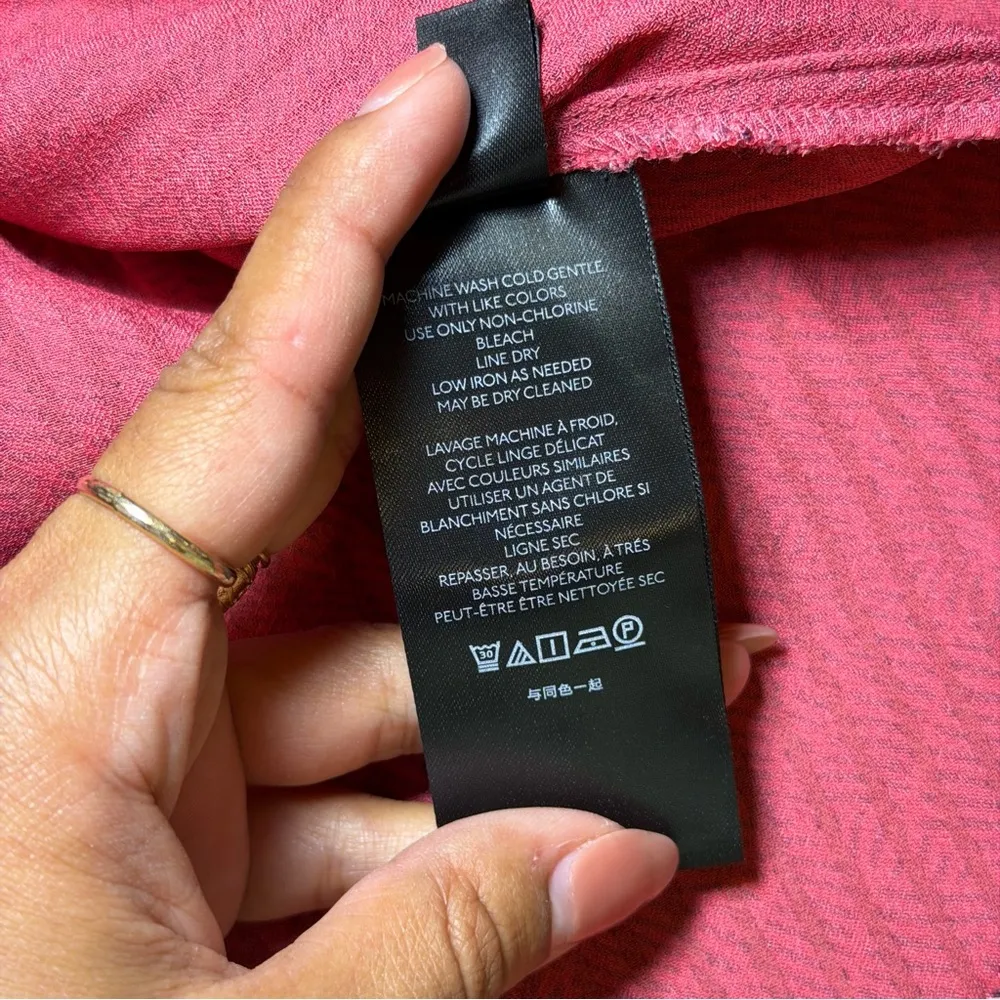 MACHINE WASH COLD GENTLE,
WITH LIKE COLORS
USE ONLY NON-CHLORINE
BLEACH
LINE DRY
LOW IRON AS NEEDED
MAY BE DRY CLEANED
LAVAGE MACHINE À FROID,
CYCLE LINGE DÉLICAT
AVEC COULEURS SIMILAIRES
UTILISER UN AGENT DE
BLANCHIMENT SANS CHLORE SI
NÉCESSAIRE
LIGNE SEC
REPASSER, AU BESOIN, À TRÉS
BASSE TEMPÉRATURE
PEUT-ÊTRE ÊTRE NETTOYÉE SEC
30 P
与同色一起